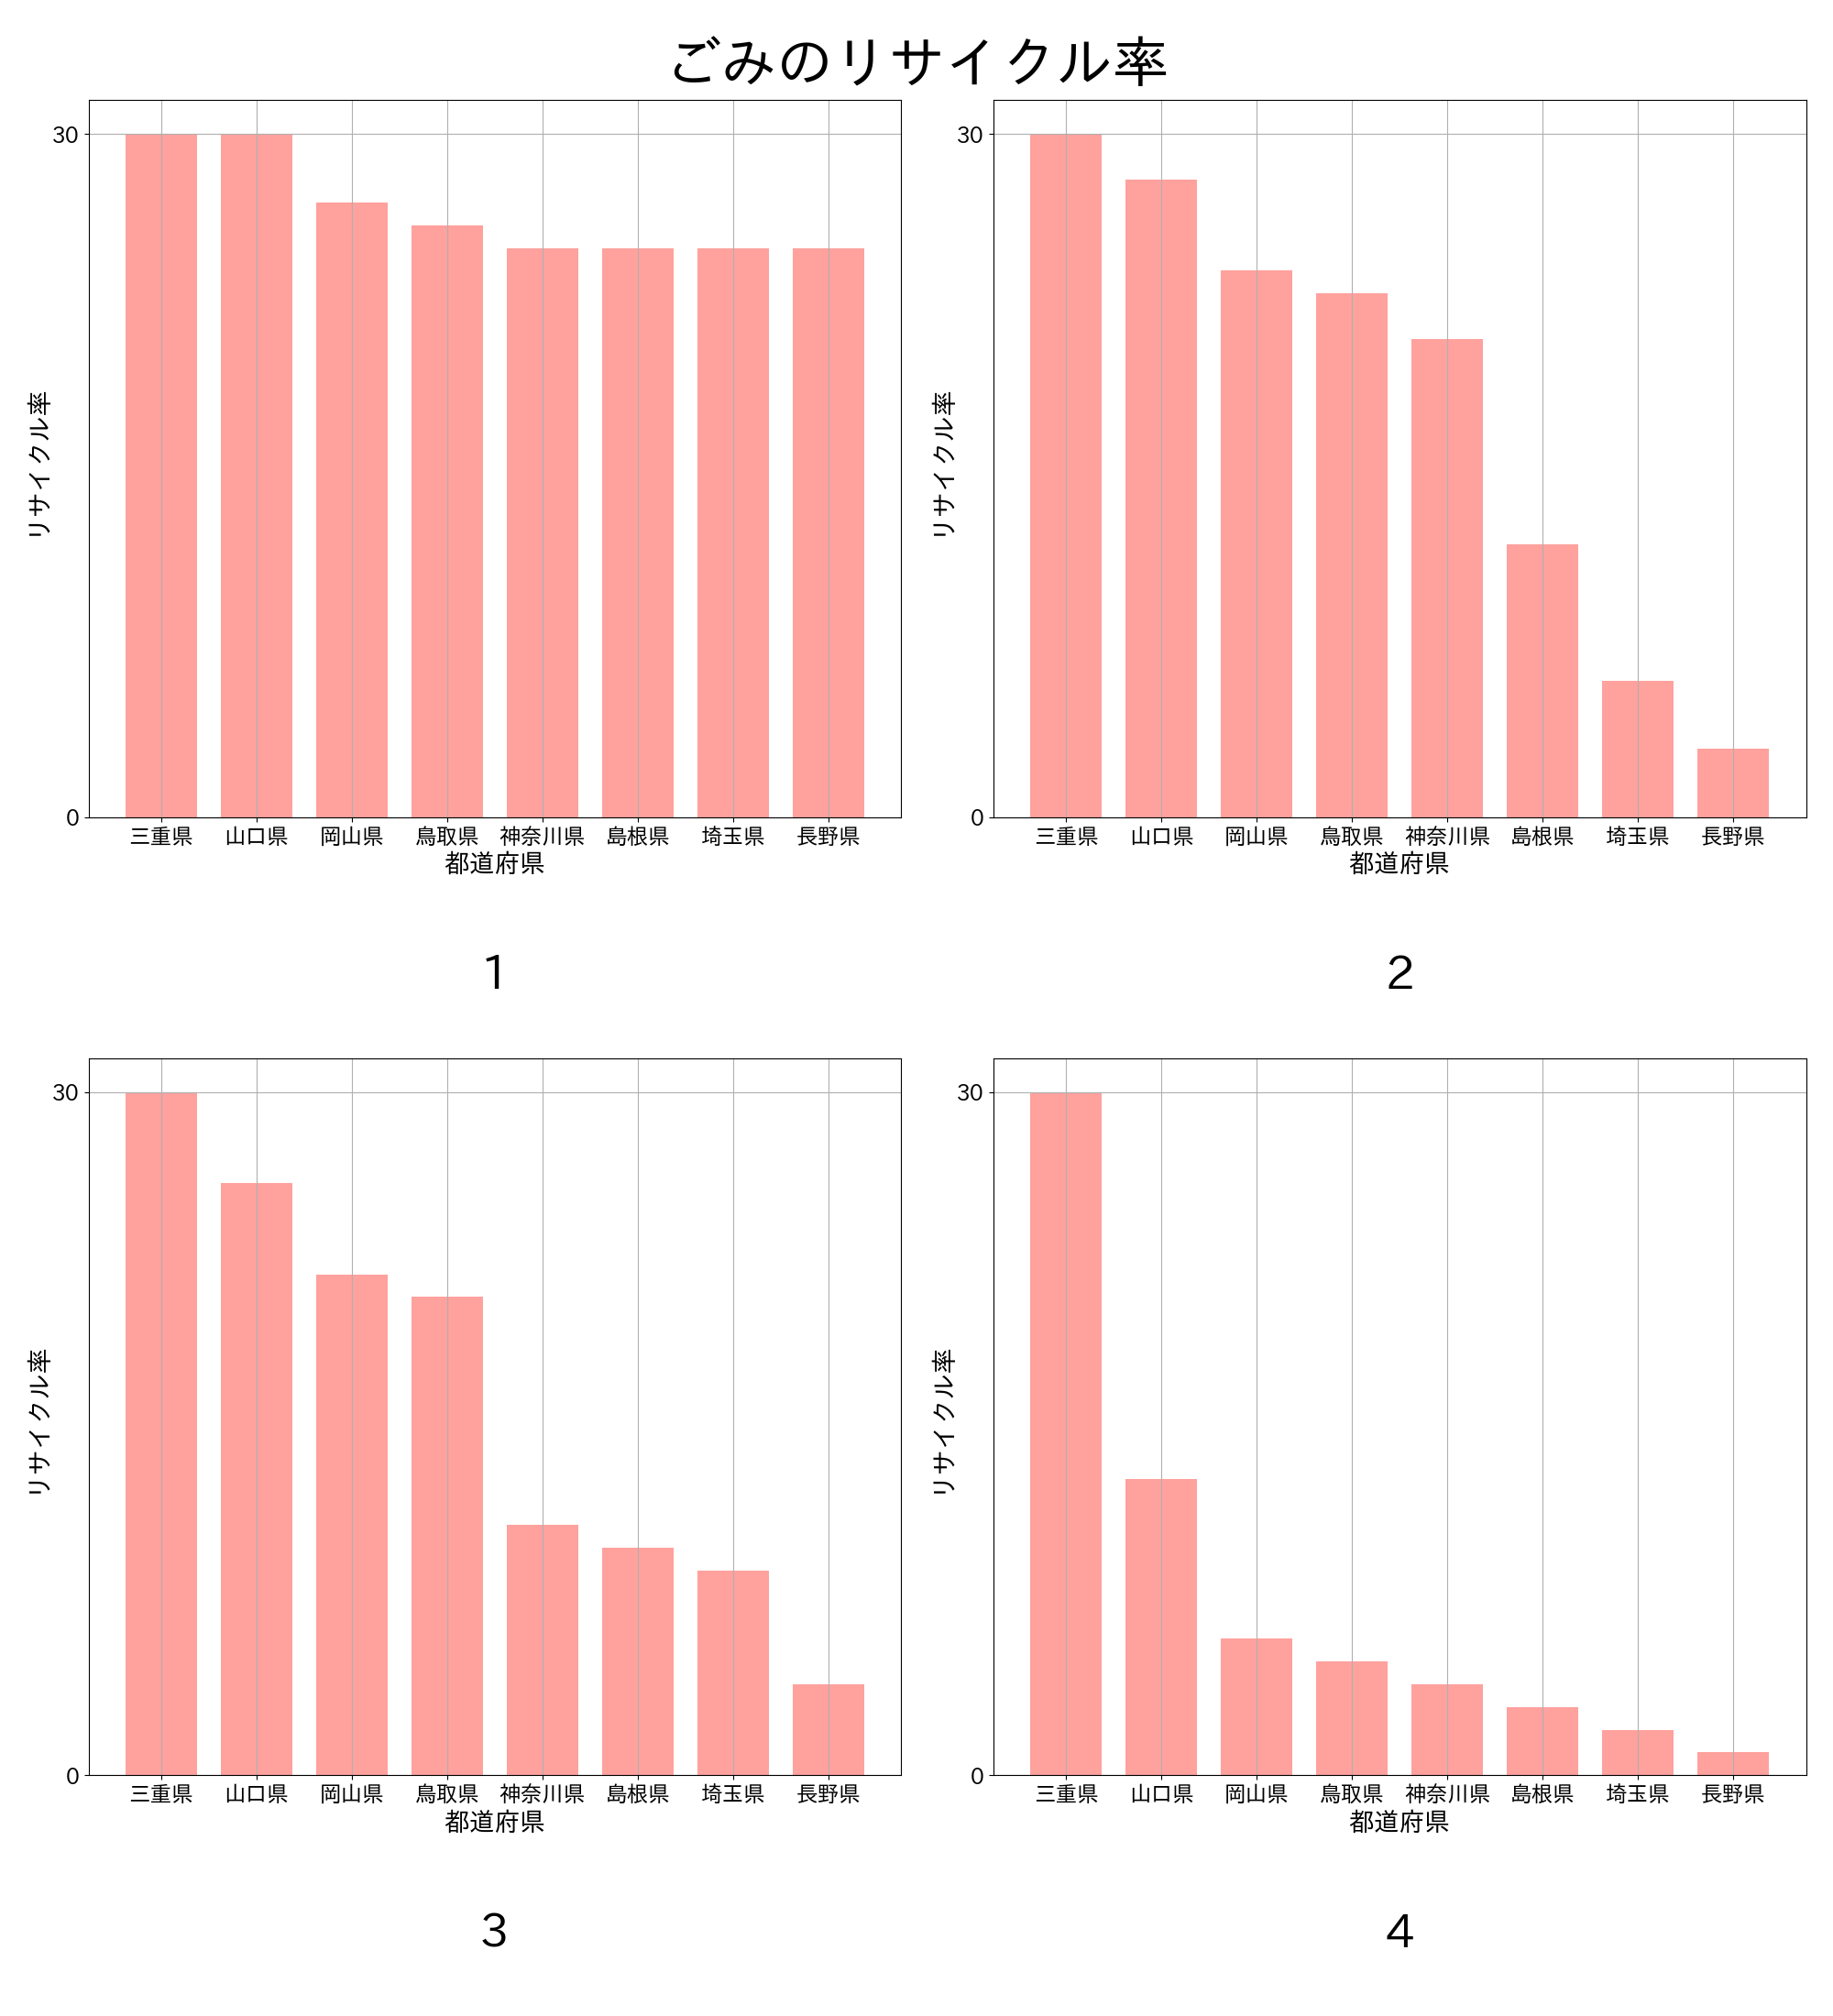 ごみのリサイクル率
30
0
リサイクル率
三重県 山口県 岡山県 鳥取県 神奈川県 島根県 埼玉県 長野県
都道府県
1
30
0
リサイクル率
三重県 山口県 岡山県 鳥取県 神奈川県 島根県 埼玉県 長野県
都道府県
2
30
0
リサイクル率
三重県 山口県 岡山県 鳥取県 神奈川県 島根県 埼玉県 長野県
都道府県
3
30
0
リサイクル率
三重県 山口県 岡山県 鳥取県 神奈川県 島根県 埼玉県 長野県
都道府県
4